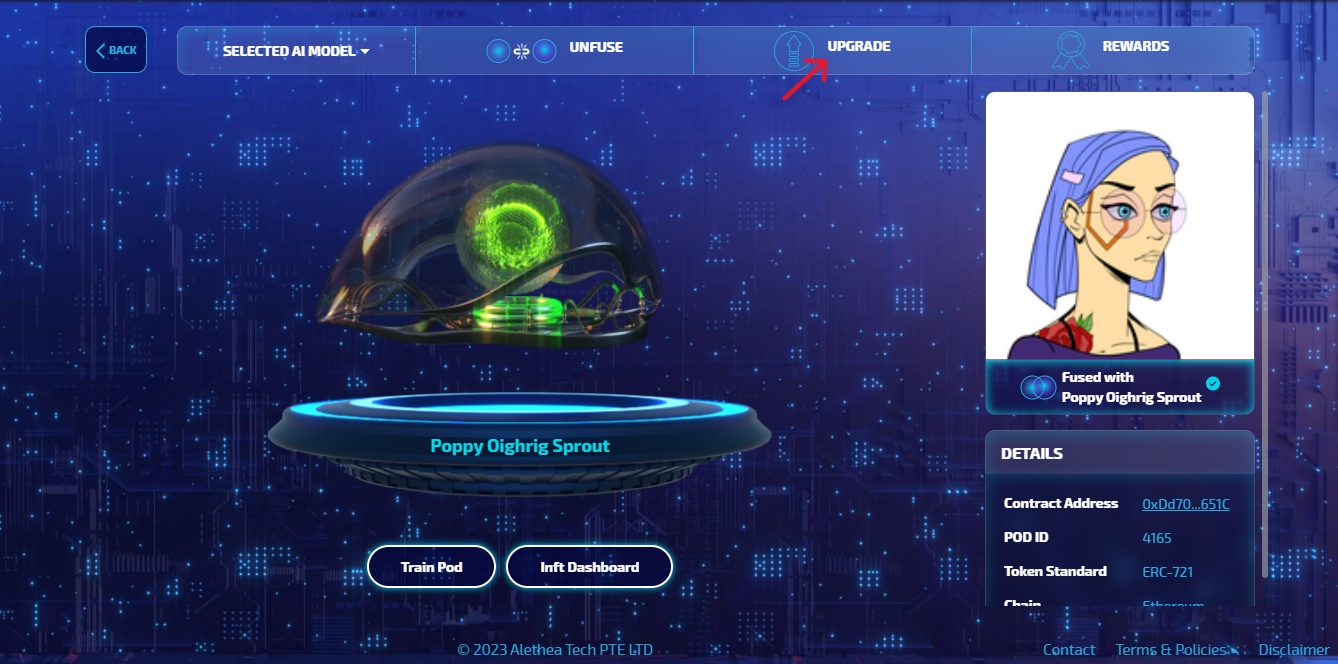 BACK
SELECTED AI MODEL
UNFUSE
UPGRADE
REWARDS
Fused with
Poppy Oighrig Sprout
Poppy Oighrig Sprout
DETAILS
Contract Address 0xDd70...651C
POD ID 4165
Token Standard ERC-721
Chain Ethereum
Train Pod
Inft Dashboard
© 2023 Alethea Tech PTE LTD
Contact Terms & Policies Disclaimer